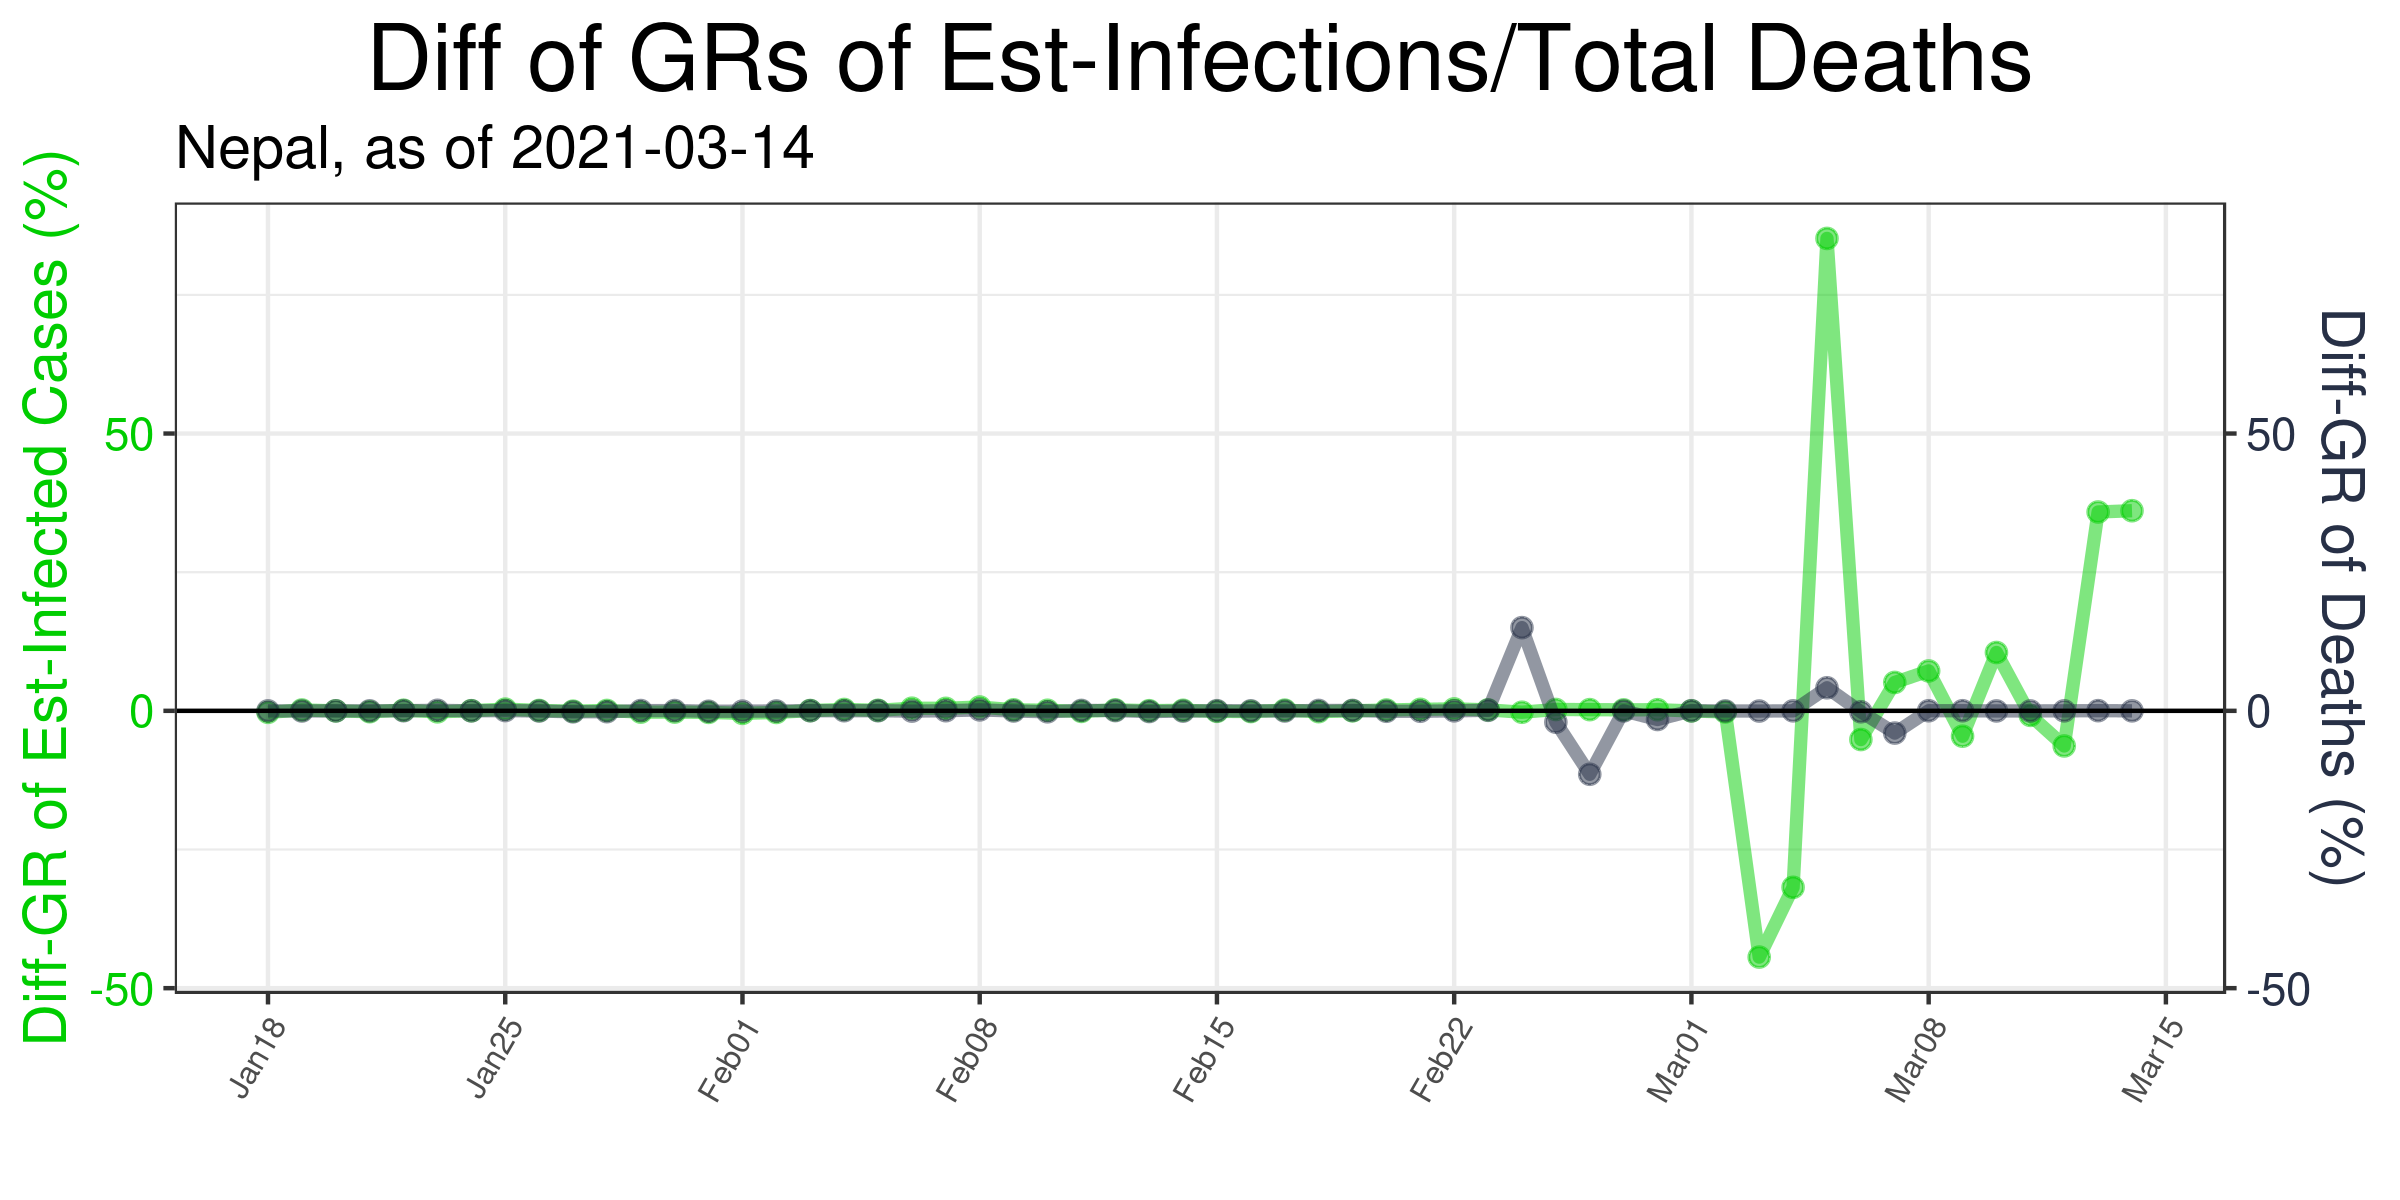 Diff of GRs of Est-Infections/Total Deaths
Nepal, as of 2021-03-14
Diff-GR of Est-Infected Cases (%)
50
0
-50
50
0
-50
Diff-GR of Deaths (%)
Jan18
Jan25
Feb01
Feb08
Feb15
Feb22
Mar01
Mar08
Mar15